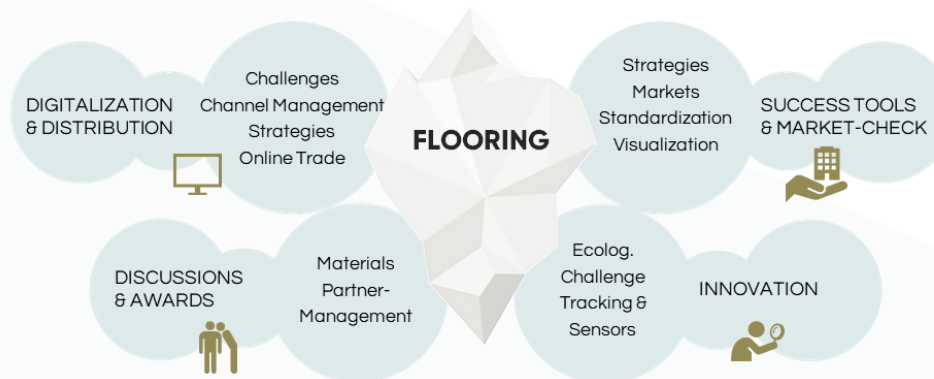 DIGITALIZATION
& DISTRIBUTION
Challenges
Channel Management
Strategies
Online Trade
FLOORING
Strategies
Markets
Standardization
Visualization
SUCCESS TOOLS
& MARKET-CHECK
DISCUSSIONS
& AWARDS
Materials
Partner-
Management
Ecolog.
Challenge
Tracking &
Sensors
INNOVATION